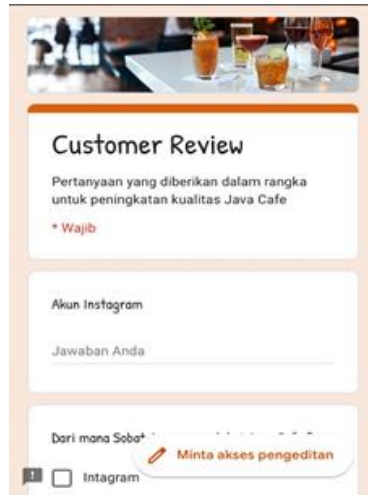 Customer Review
Pertanyaan yang diberikan dalam rangka
untuk peningkatan kualitas Java Cafe
* Wajib
Akun Instagram
Jawaban Anda
Dari mana Sobat
Minta akses pengeditan
Intagram